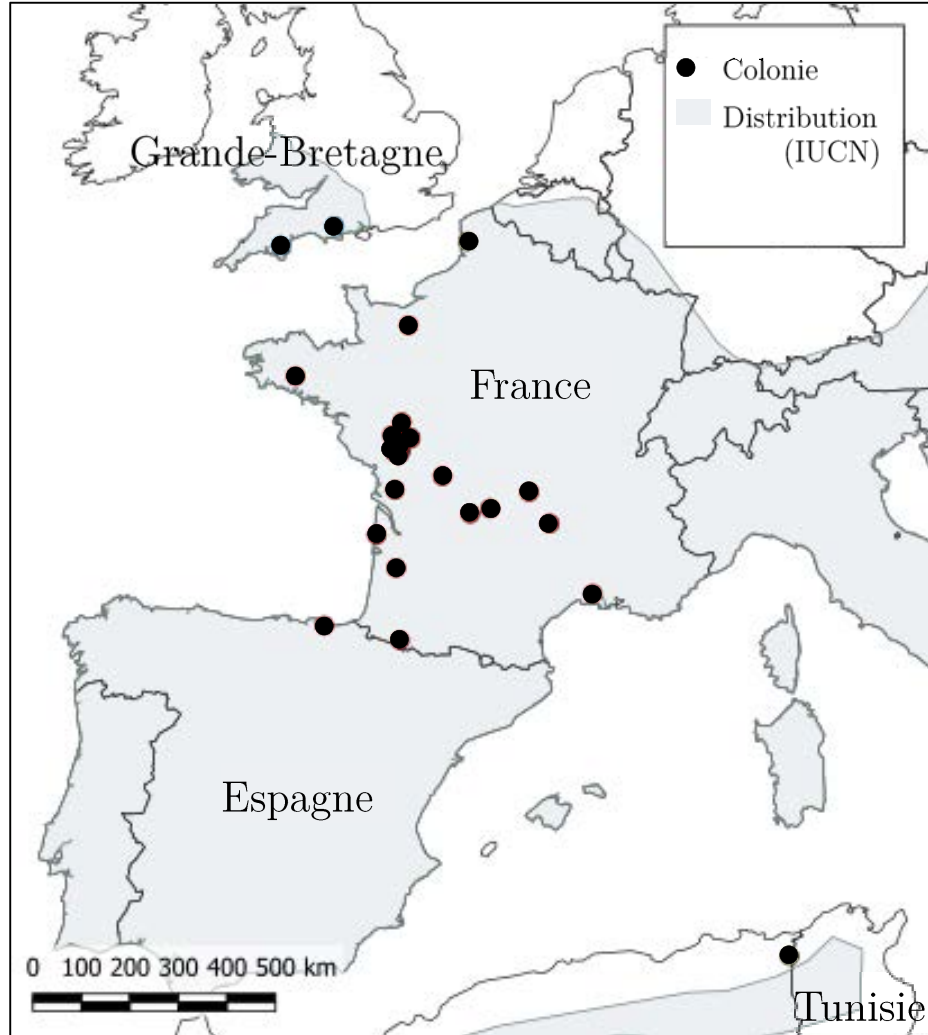 Colonie
Distribution
(IUCN)
Grande-Bretagne
France
Espagne
0 100 200 300 400 500 km
Tunisie